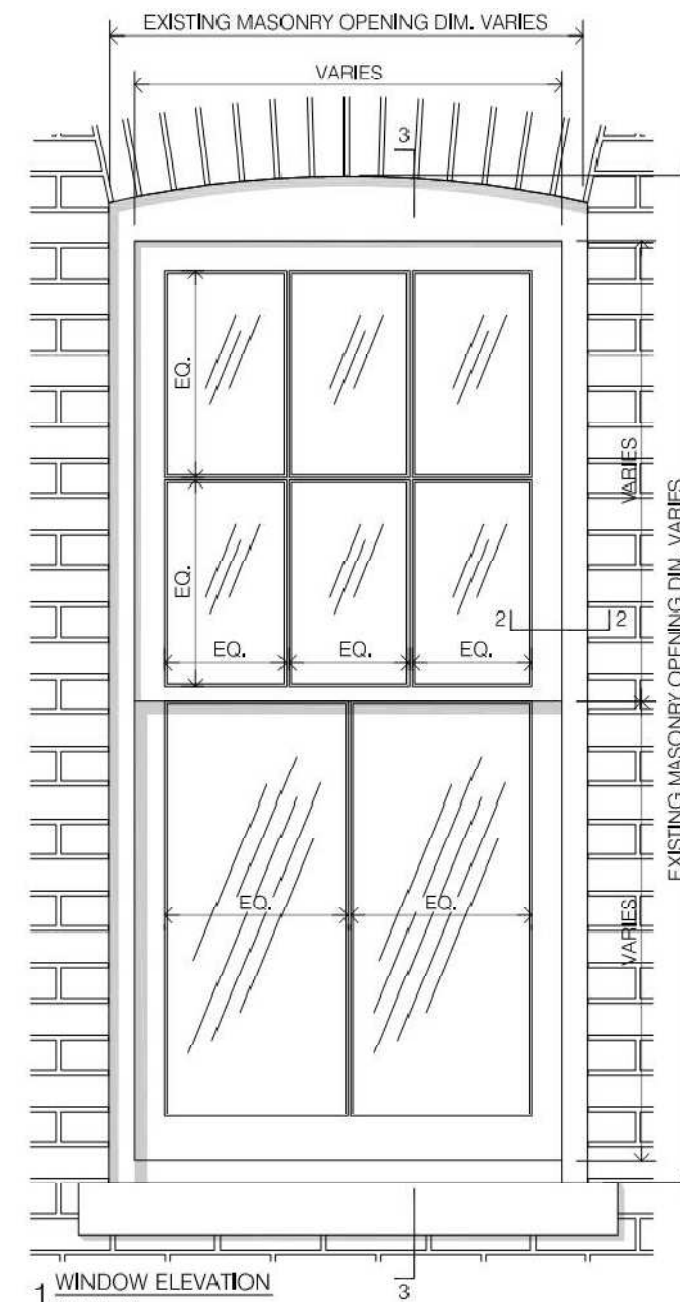 EXISTING MASONRY OPENING DIM. VARIES
VARIES
3
EQ.
EQ.
EQ. EQ. EQ.
2 2
VARIES
EXISTING MASONRY OPENING DIM. VARIES
EQ. EQ.
VARIES
1 WINDOW ELEVATION
3